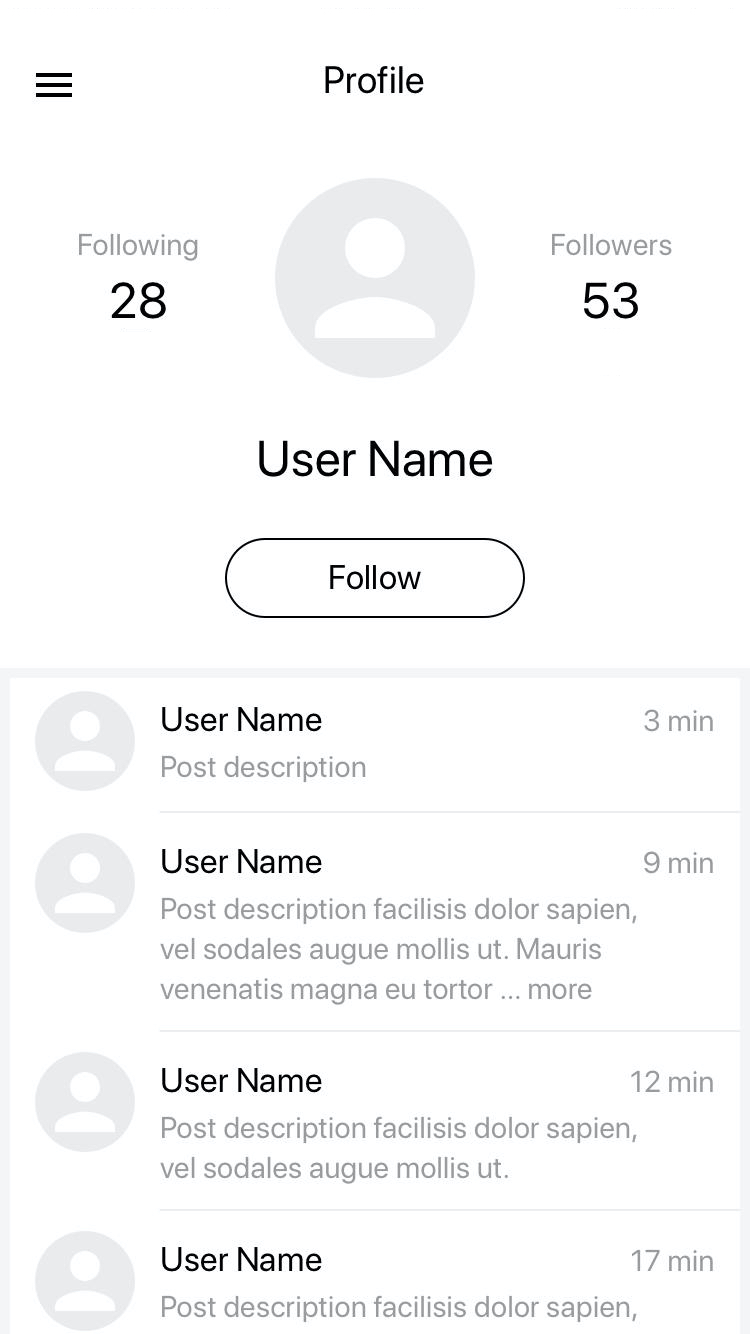 Profile
Following
28
Followers
53
User Name
Follow
User Name
3 min
Post description
User Name
9 min
Post description facilisis dolor sapien,
vel sodales augue mollis ut. Mauris
venenatis magna eu tortor ... more
User Name
12 min
Post description facilisis dolor sapien,
vel sodales augue mollis ut.
User Name
17 min
Post description facilisis dolor sapien,